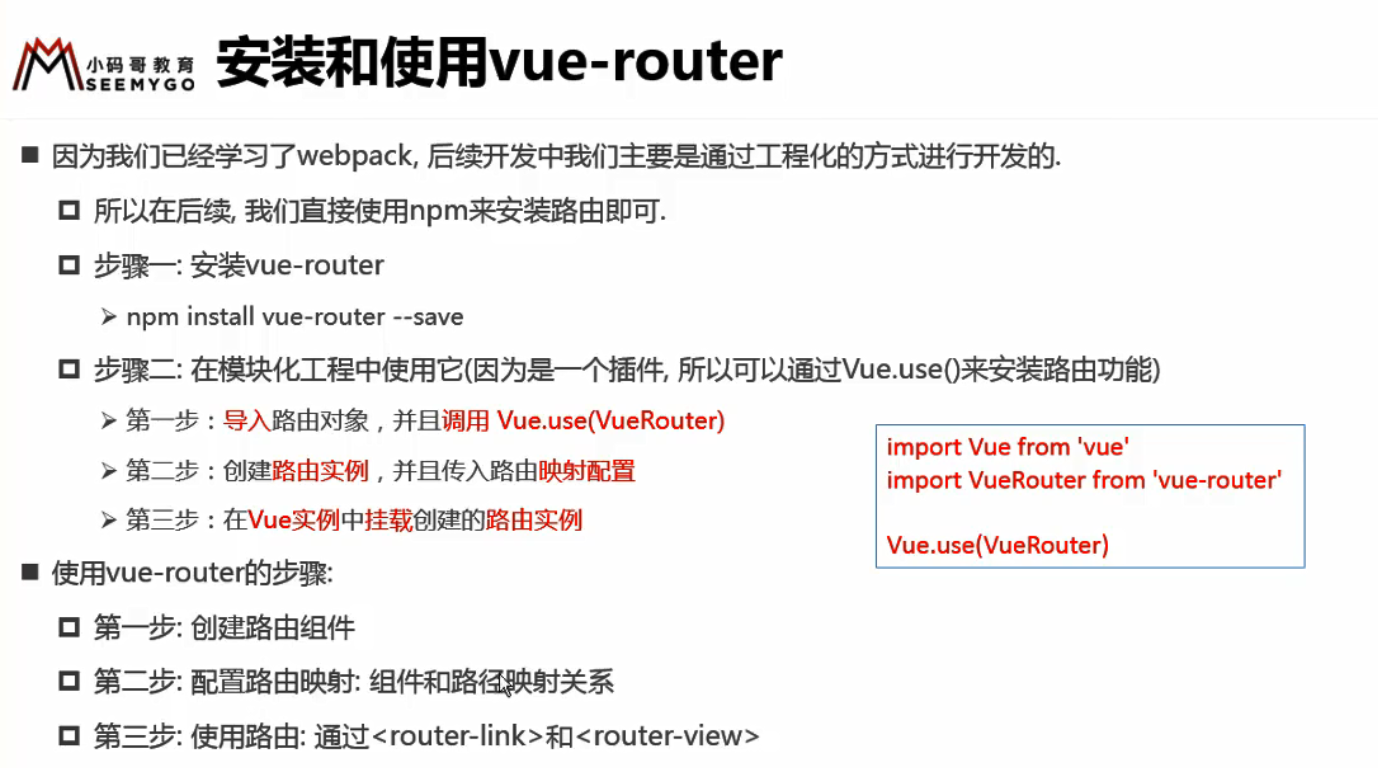 小码哥教育
SEEMYGO
安装和使用vue-router
因为我们已经学习了webpack, 后续开发中我们主要是通过工程化的方式进行开发的.
所以在后续, 我们直接使用npm来安装路由即可.
步骤一: 安装vue-router
npm install vue-router --save
步骤二: 在模块化工程中使用它(因为是一个插件, 所以可以通过Vue.use()来安装路由功能)
第一步：导入路由对象，并且调用 Vue.use(VueRouter)
第二步：创建路由实例，并且传入路由映射配置
第三步：在Vue实例中挂载创建的路由实例
import Vue from 'vue'
import VueRouter from 'vue-router'
Vue.use(VueRouter)
使用vue-router的步骤:
第一步: 创建路由组件
第二步: 配置路由映射: 组件和路径映射关系
第三步: 使用路由: 通过<router-link>和<router-view>